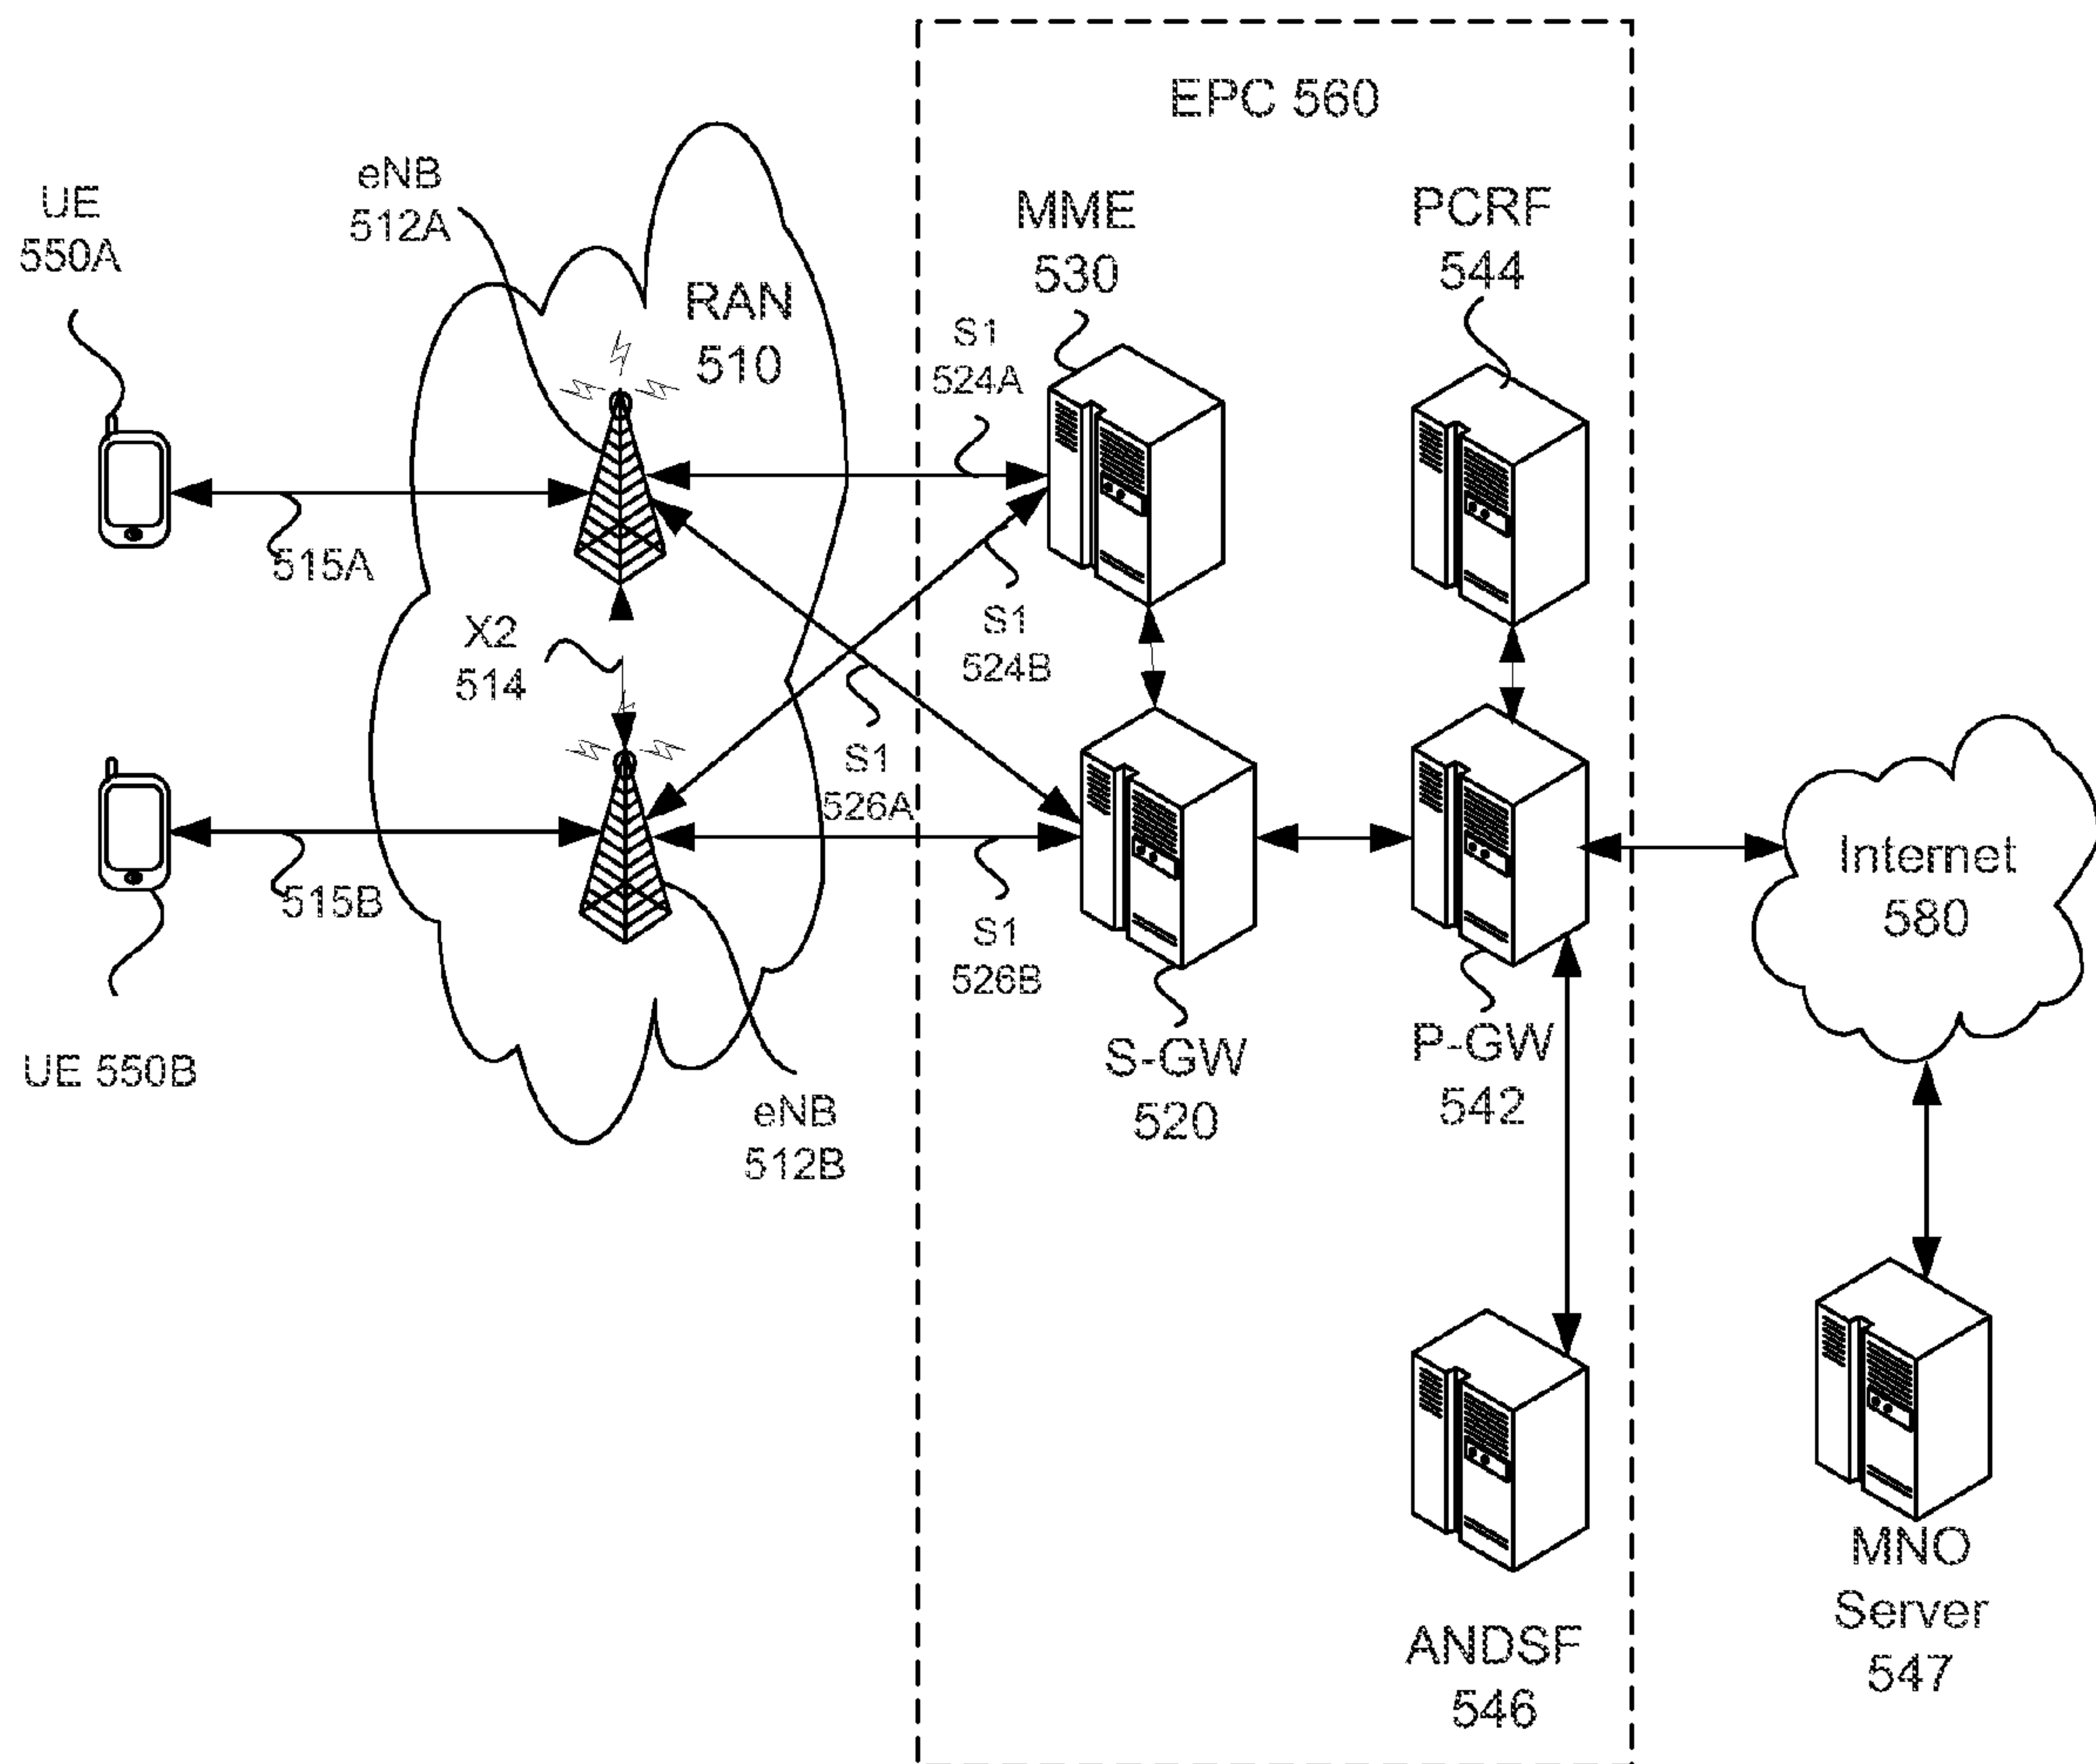 EPC 560
eNB
512A
UE
550A
MME
530
PCRF
544
RAN
510
S1
524A
515A
X2
514
S1
524B
S1
526A
Internet
580
515B
S1
526B
S-GW
520
P-GW
542
UE 550B
eNB
512B
MNO
Server
547
ANDSF
546